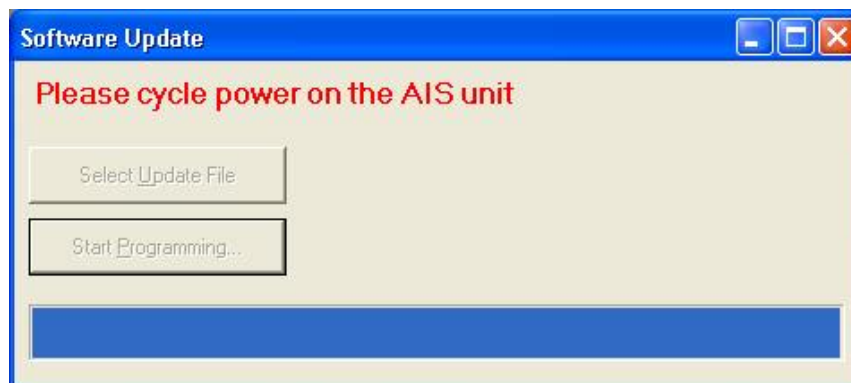 Software Update
Please cycle power on the AIS unit
Select Update File
Start Programming...